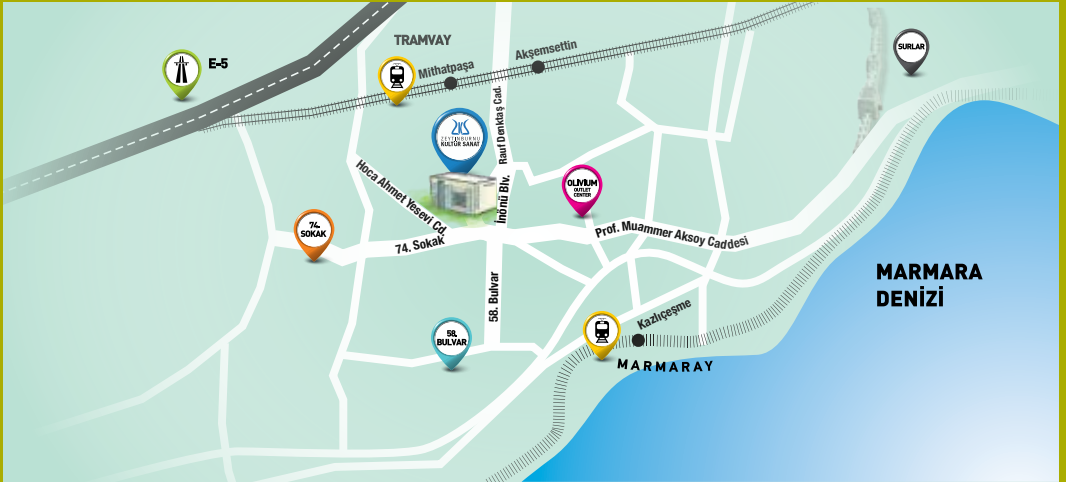 TRAMVAY
Akşemsettin
Mithatpaşa
SURLAR
E-5
Rauf Denktaş Cad.
ZKS
ZEYTİNBURNU
KÜLTÜR SANAT
Hoca Ahmet Yesevi Cd.
İnönü Blv.
OLIVIUM
OUTLET
CENTER
74.
SOKAK
74. Sokak
Prof. Muammer Aksoy Caddesi
58. Bulvar
MARMARA
DENİZİ
58.
BULVAR
Kazlıçeşme
MARMARAY